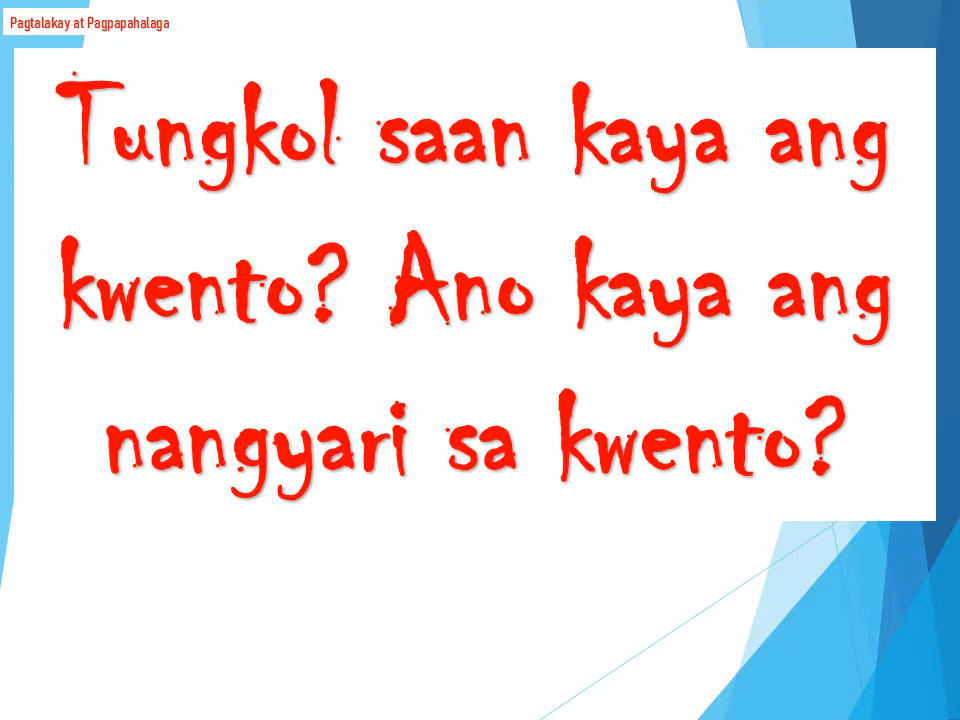 Pagtalakay at Pagpapahalaga
Tungkol saan kaya ang
kwento? Ano kaya ang
nangyari sa kwento?